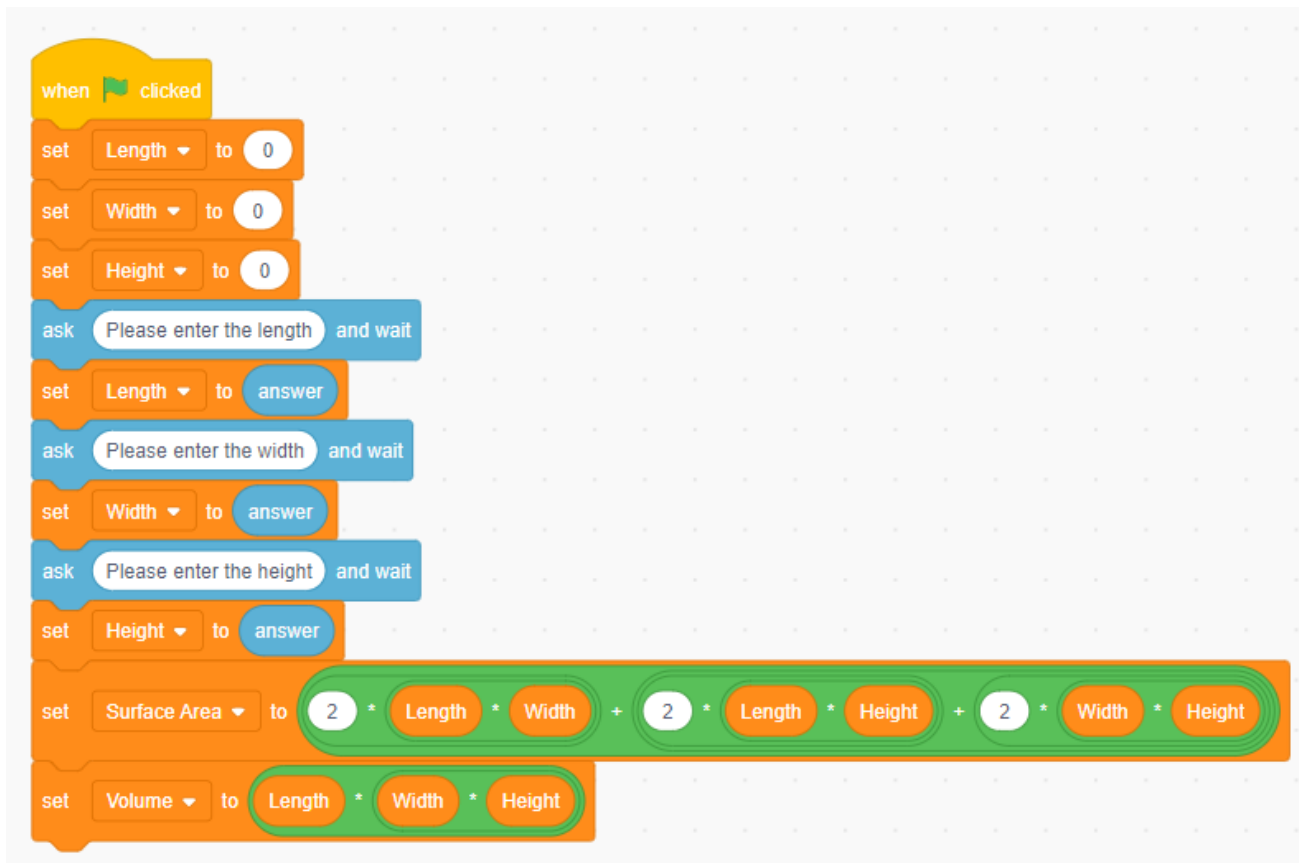 when clicked
set Length to 0
set Width to 0
set Height to 0
ask Please enter the length and wait
set Length to answer
ask Please enter the width and wait
set Width to answer
ask Please enter the height and wait
set Height to answer
set Surface Area to 2 * Length * Width + 2 * Length * Height + 2 * Width * Height
set Volume to Length * Width * Height